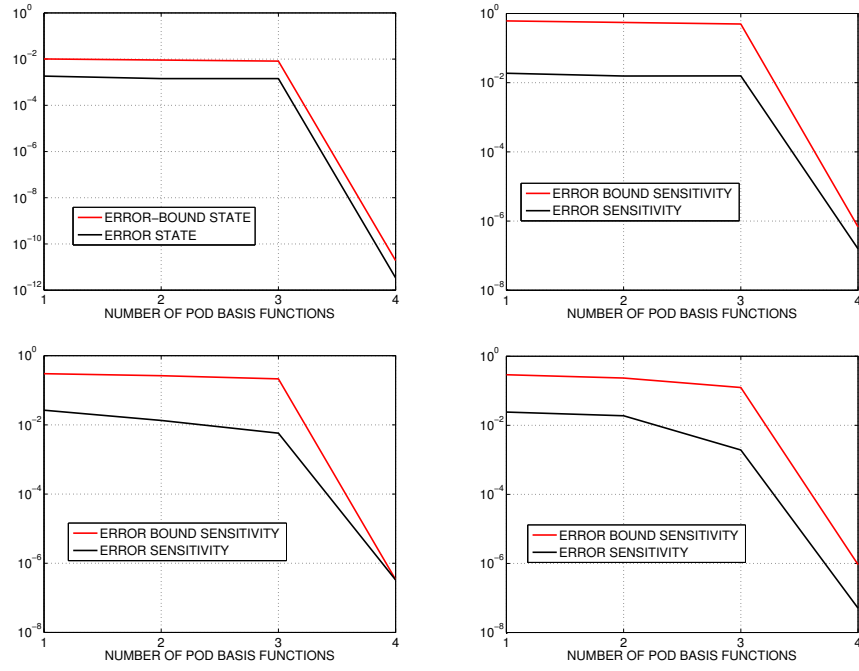 10^0
10^-2
10^-4
10^-6
10^-8
10^-10
10^-12
ERROR-BOUND STATE
ERROR STATE
1 2 3 4
NUMBER OF POD BASIS FUNCTIONS
10^0
10^-2
10^-4
10^-6
10^-8
ERROR BOUND SENSITIVITY
ERROR SENSITIVITY
1 2 3 4
NUMBER OF POD BASIS FUNCTIONS
10^0
10^-2
10^-4
10^-6
10^-8
ERROR BOUND SENSITIVITY
ERROR SENSITIVITY
1 2 3 4
NUMBER OF POD BASIS FUNCTIONS
10^0
10^-2
10^-4
10^-6
10^-8
ERROR BOUND SENSITIVITY
ERROR SENSITIVITY
1 2 3 4
NUMBER OF POD BASIS FUNCTIONS